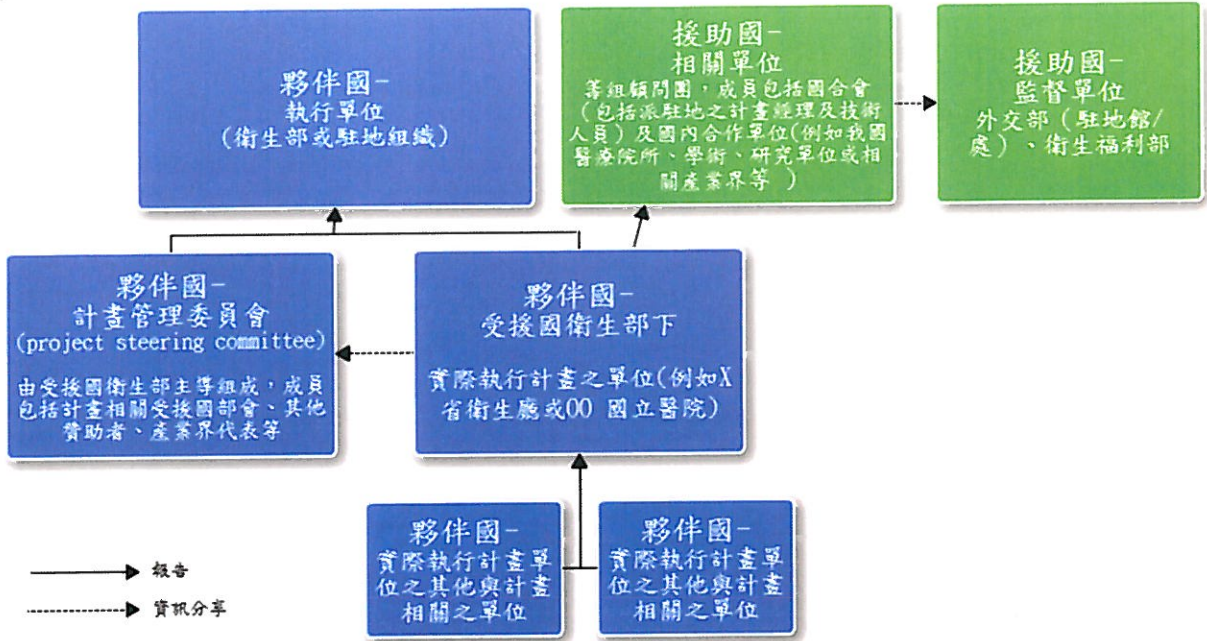 夥伴國-
執行單位
(衛生部或駐地組織)
援助國-
相關單位
等組顧問團，成員包括國合會
(包括派駐地之計畫經理及技術
人員)及國內合作單位(例如我國
醫療院所、學術、研究單位或相
關產業界等 )
援助國-
監督單位
外交部（駐地館/
處）、衛生福利部
夥伴國-
計畫管理委員會
(project steering committee)
由受援國衛生部主導組成，成員
包括計畫相關受援國部會、其他
贊助者、產業界代表等
夥伴國-
受援國衛生部下
實際執行計畫之單位(例如X
省衛生廳或OO 國立醫院)
夥伴國-
實際執行計畫單
位之其他與計畫
相關之單位
夥伴國-
實際執行計畫單
位之其他與計畫
相關之單位
報告
資訊分享